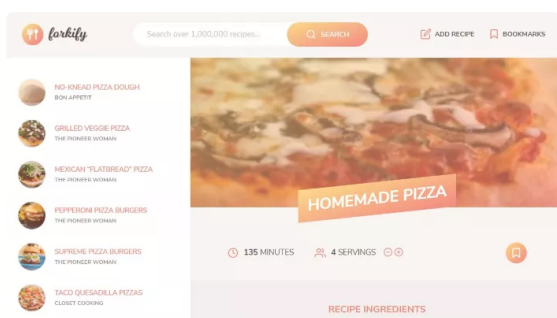 forkify
Search over 1,000,000 recipes...
SEARCH
ADD RECIPE
BOOKMARKS
NO-KNEAD PIZZA DOUGH
BON APPETIT
GRILLED VEGGIE PIZZA
THE PIONEER WOMAN
MEXICAN "FLATBREAD" PIZZA
THE PIONEER WOMAN
PEPPERONI PIZZA BURGERS
THE PIONEER WOMAN
SUPREME PIZZA BURGERS
THE PIONEER WOMAN
TACO QUESADILLA PIZZAS
CLOSET COOKING
HOMEMADE PIZZA
135 MINUTES
4 SERVINGS
RECIPE INGREDIENTS